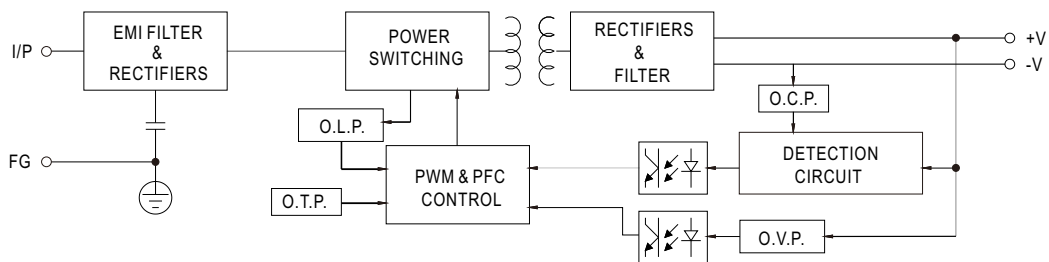 I/P
EMI FILTER
&
RECTIFIERS
POWER
SWITCHING
RECTIFIERS
&
FILTER
+V
-V
O.C.P.
O.L.P.
FG
PWM & PFC
CONTROL
DETECTION
CIRCUIT
O.T.P.
O.V.P.